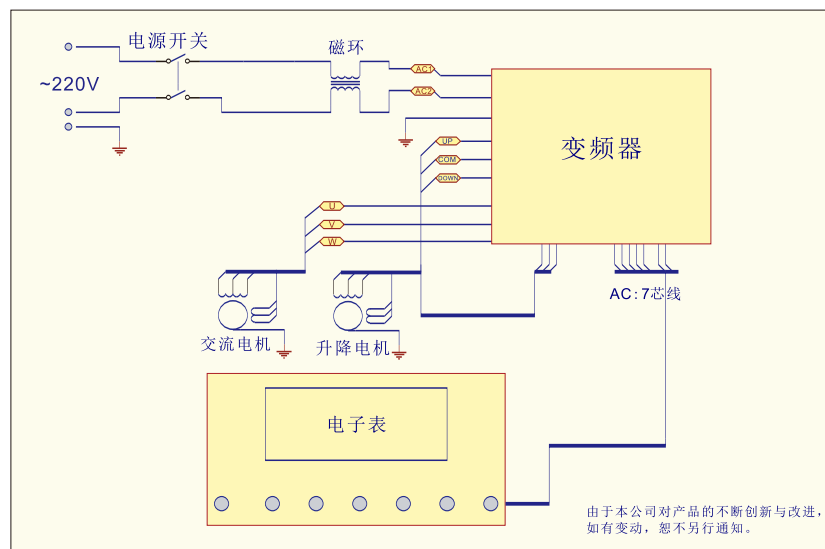 电源开关
磁环
~220V
AC1
AC2
变频器
UP
COM
DOWN
U
V
W
AC:7芯线
交流电机
升降电机
电子表
由于本公司对产品的不断创新与改进，
如有变动，恕不另行通知。